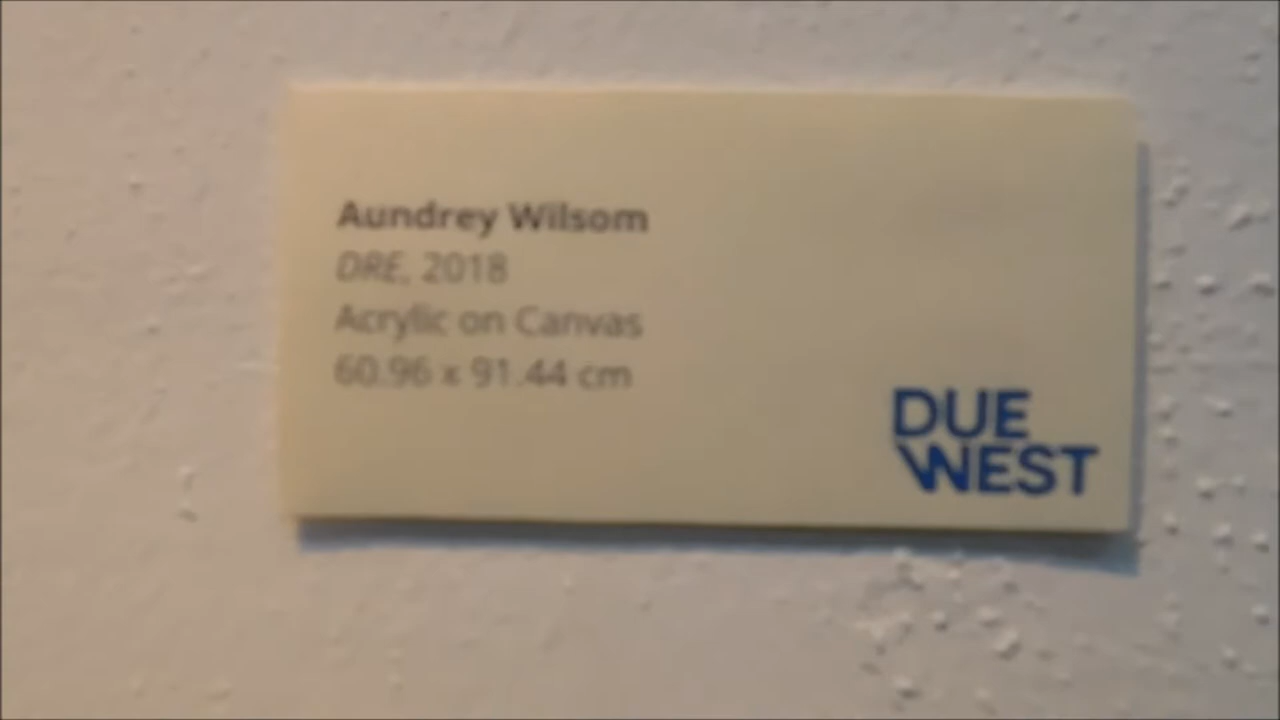 Aundrey Wilsom
DRE, 2018
Acrylic on Canvas
60.96 x 91.44 cm
DUE
WEST